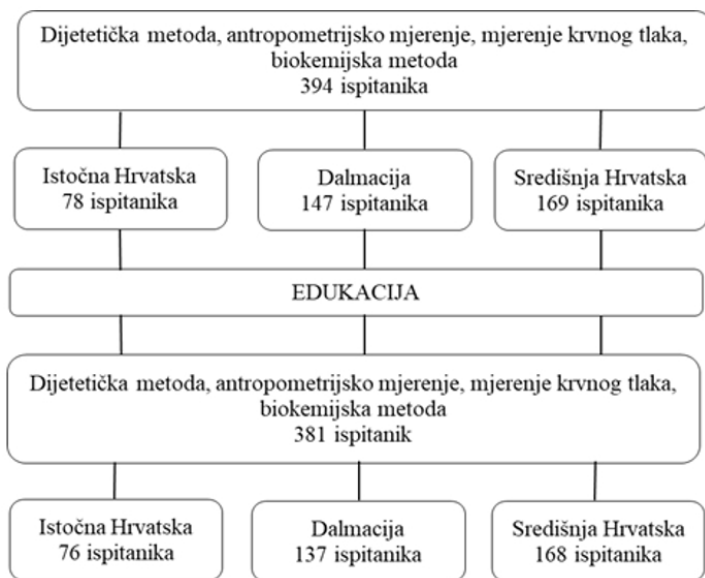 Dijetetička metoda, antropometrijsko mjerenje, mjerenje krvnog tlaka,
biokemijska metoda
394 ispitanika
Istočna Hrvatska
78 ispitanika
Dalmacija
147 ispitanika
Središnja Hrvatska
169 ispitanika
EDUKACIJA
Dijetetička metoda, antropometrijsko mjerenje, mjerenje krvnog tlaka,
biokemijska metoda
381 ispitanik
Istočna Hrvatska
76 ispitanika
Dalmacija
137 ispitanika
Središnja Hrvatska
168 ispitanika